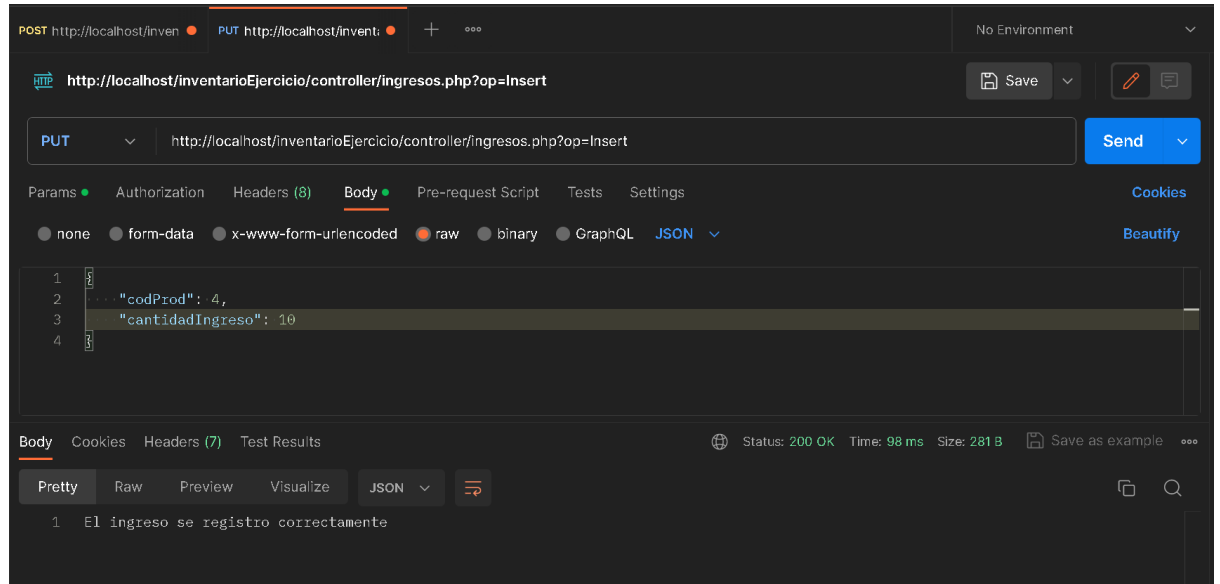 POST http://localhost/inven PUT http://localhost/invent No Environment
HTTP http://localhost/inventarioEjercicio/controller/ingresos.php?op=Insert Save
PUT http://localhost/inventarioEjercicio/controller/ingresos.php?op=Insert Send
Params Authorization Headers (8) Body Pre-request Script Tests Settings Cookies
none form-data x-www-form-urlencoded raw binary GraphQL JSON Beautify
1 {
2 "codProd": 4,
3 "cantidadIngreso": 10
4 }
Body Cookies Headers (7) Test Results Status: 200 OK Time: 98 ms Size: 281 B Save as example
Pretty Raw Preview Visualize JSON
1 El ingreso se registro correctamente